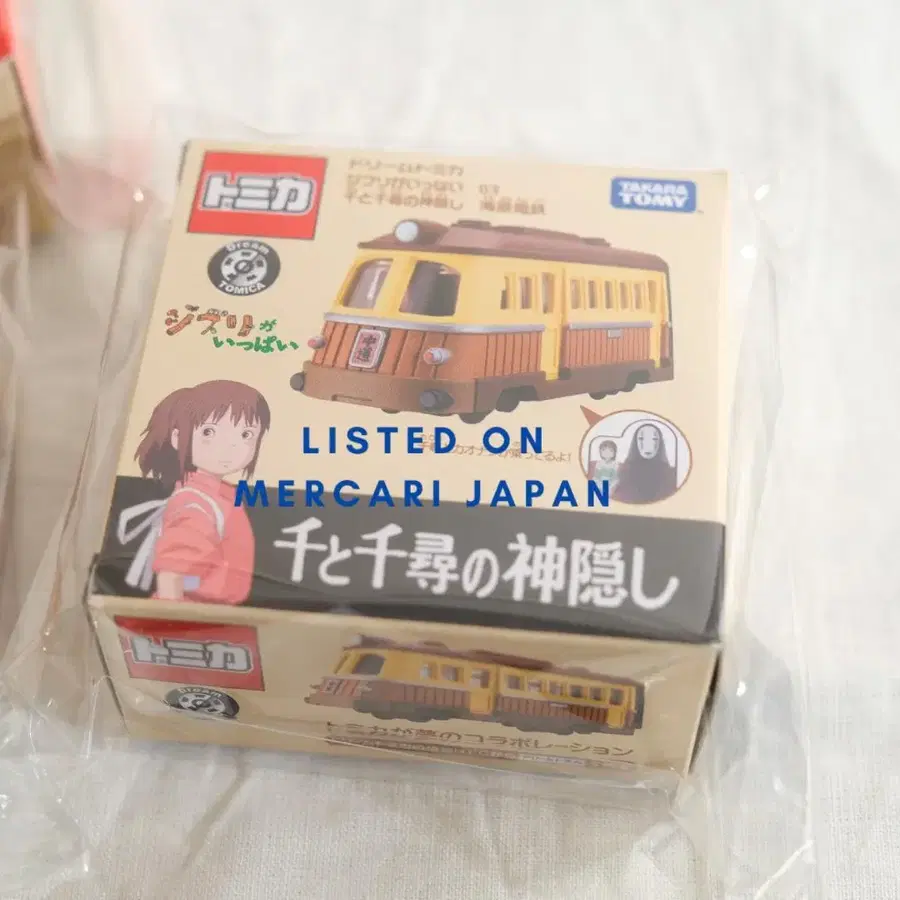 トミカ
ドリームトミカ
ジブリがいっぱい 03
千と千尋の神隠し 海原電鉄
TAKARA
TOMY
Dream
TOMICA
ジブリが
いっぱい
中道
LISTED ON
MERCARI JAPAN
千と千尋の神隠し
トミカ
Dream
TOMICA
トミカが夢のコラボレーション